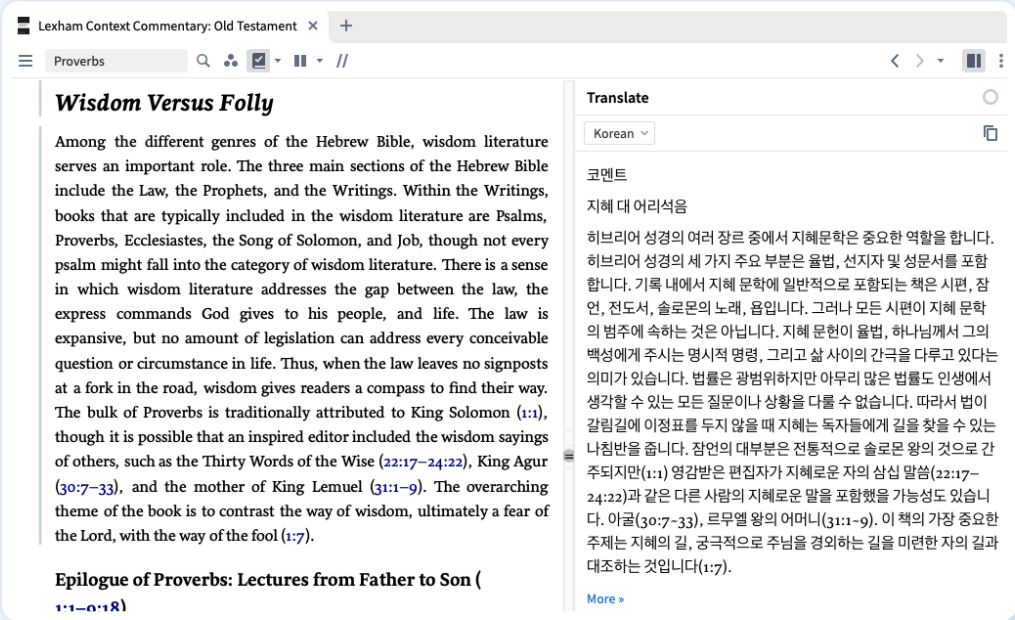 Lexham Context Commentary: Old Testament
Proverbs
Wisdom Versus Folly
Among the different genres of the Hebrew Bible, wisdom literature
serves an important role. The three main sections of the Hebrew Bible
include the Law, the Prophets, and the Writings. Within the Writings,
books that are typically included in the wisdom literature are Psalms,
Proverbs, Ecclesiastes, the Song of Solomon, and Job, though not every
psalm might fall into the category of wisdom literature. There is a sense
in which wisdom literature addresses the gap between the law, the
express commands God gives to his people, and life. The law is
expansive, but no amount of legislation can address every conceivable
question or circumstance in life. Thus, when the law leaves no signposts
at a fork in the road, wisdom gives readers a compass to find their way.
The bulk of Proverbs is traditionally attributed to King Solomon (1:1),
though it is possible that an inspired editor included the wisdom sayings
of others, such as the Thirty Words of the Wise (22:17–24:22), King Agur
(30:7–33), and the mother of King Lemuel (31:1–9). The overarching
theme of the book is to contrast the way of wisdom, ultimately a fear of
the Lord, with the way of the fool (1:7).
Epilogue of Proverbs: Lectures from Father to Son (
1:1–9:18)
Translate
Korean
코멘트
지혜 대 어리석음
히브리어 성경의 여러 장르 중에서 지혜문학은 중요한 역할을 합니다.
히브리어 성경의 세 가지 주요 부분은 율법, 선지자 및 성문서를 포함
합니다. 기록 내에서 지혜 문학에 일반적으로 포함되는 책은 시편, 잠
언, 전도서, 솔로몬의 노래, 욥입니다. 그러나 모든 시편이 지혜 문학
의 범주에 속하는 것은 아닙니다. 지혜 문헌이 율법, 하나님께서 그의
백성에게 주시는 명시적 명령, 그리고 삶 사이의 간극을 다루고 있다는
의미가 있습니다. 법률은 광범위하지만 아무리 많은 법률도 인생에서
생각할 수 있는 모든 질문이나 상황을 다룰 수 없습니다. 따라서 법이
갈림길에 이정표를 두지 않을 때 지혜는 독자들에게 길을 찾을 수 있는
나침반을 줍니다. 잠언의 대부분은 전통적으로 솔로몬 왕의 것으로 간
주되지만(1:1) 영감받은 편집자가 지혜로운 자의 삼십 말씀(22:17–
24:22)과 같은 다른 사람의 지혜로운 말을 포함했을 가능성도 있습니
다. 아굴(30:7~33), 르무엘 왕의 어머니(31:1~9). 이 책의 가장 중요한
주제는 지혜의 길, 궁극적으로 주님을 경외하는 길을 미련한 자의 길과
대조하는 것입니다(1:7).
More »